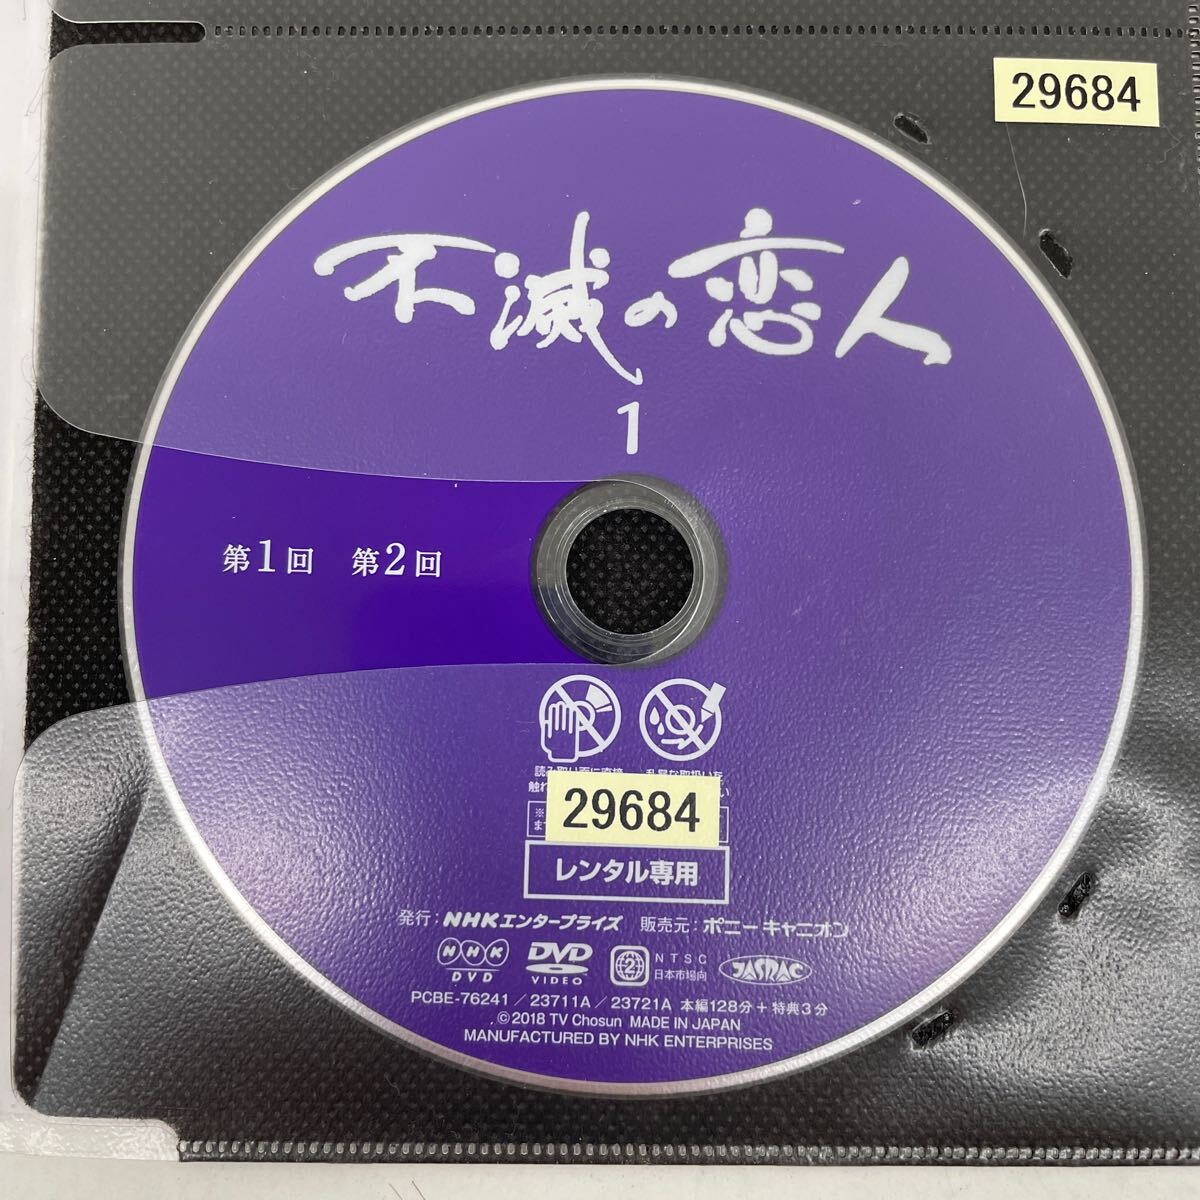 29684
不滅の恋人
1
第1回 第2回
29684
レンタル専用
発行：NHKエンタープライズ 販売元：ポニーキャニオン
NHK DVD
DVD VIDEO
2
NTSC
日本市場向
JASRAC
PCBE-76241／23711A／23721A 本編128分＋特典3分
©2018 TV Chosun MADE IN JAPAN
MANUFACTURED BY NHK ENTERPRISES